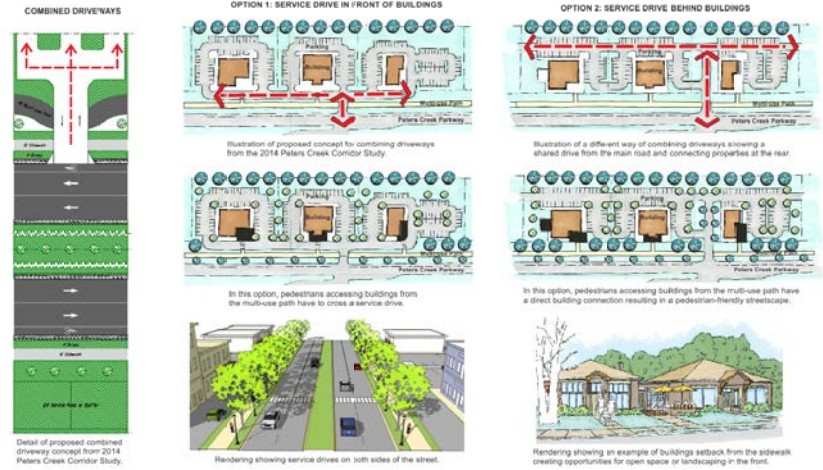 COMBINED DRIVEWAYS
6' Sidewalk
Detail of proposed combined
driveway concept from 2014
Peters Creek Corridor Study.
OPTION 1: SERVICE DRIVE IN FRONT OF BUILDINGS
Parking
Building
Multi-use Path
Peters Creek Parkway
Illustration of proposed concept for combining driveways
from the 2014 Peters Creek Corridor Study.
Parking
Building
Multi-use Path
Peters Creek Parkway
In this option, pedestrians accessing buildings from
the multi-use path have to cross a service drive.
Rendering showing service drives on both sides of the street.
OPTION 2: SERVICE DRIVE BEHIND BUILDINGS
Parking
Building
Multi-use Path
Peters Creek Parkway
Illustration of a different way of combining driveways showing a
shared drive from the main road and connecting properties at the rear.
Parking
Building
Peters Creek Parkway
In this option, pedestrians accessing buildings from the multi-use path have
a direct building connection resulting in a pedestrian-friendly streetscape.
Rendering showing an example of buildings setback from the sidewalk
creating opportunities for open space or landscaping in the front.